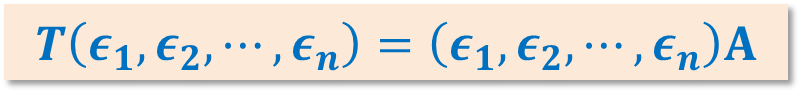 T(ϵ₁, ϵ₂, ⋯, ϵₙ) = (ϵ₁, ϵ₂, ⋯, ϵₙ)A